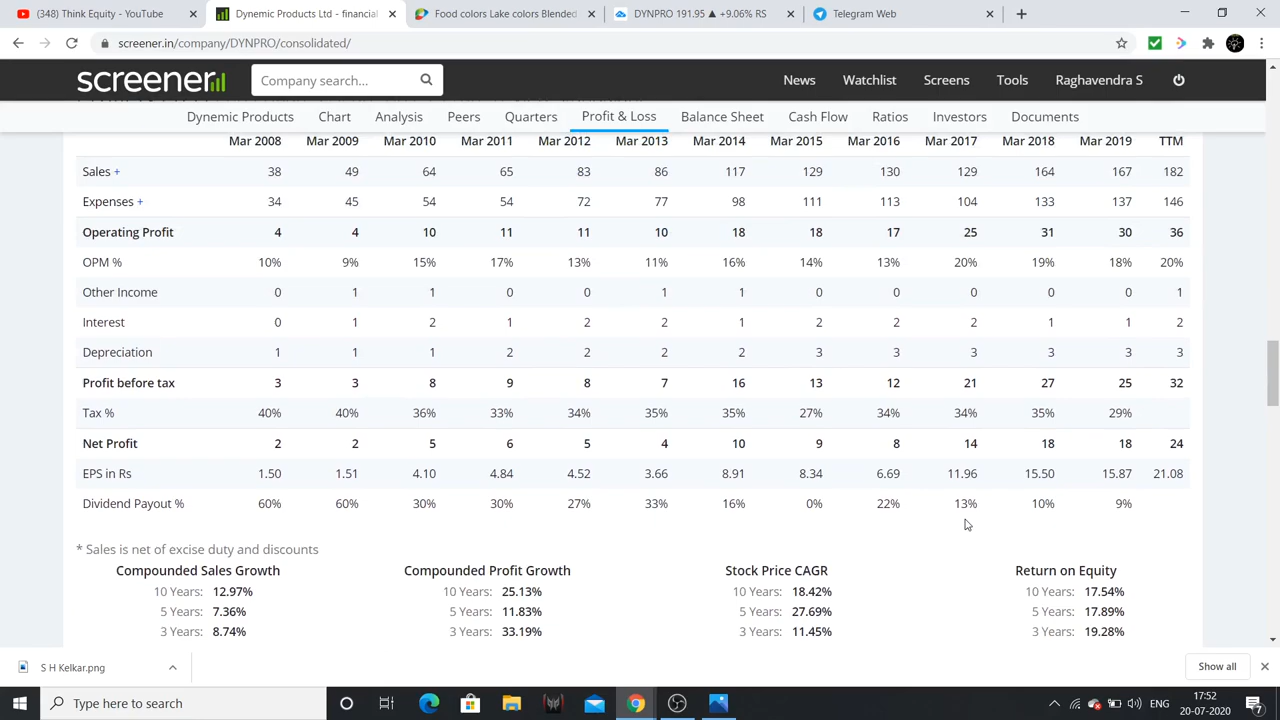 (348) Think Equity - YouTube
Dynemic Products Ltd - financial
Food colors Lake colors Blended
DYNPRO 191.95 ▲ +9.06% RS
Telegram Web
screener.in/company/DYNPRO/consolidated/
screener
Company search...
News Watchlist Screens Tools Raghavendra S
Dynemic Products Chart Analysis Peers Quarters Profit & Loss Balance Sheet Cash Flow Ratios Investors Documents
Mar 2008 Mar 2009 Mar 2010 Mar 2011 Mar 2012 Mar 2013 Mar 2014 Mar 2015 Mar 2016 Mar 2017 Mar 2018 Mar 2019 TTM
Sales + 38 49 64 65 83 86 117 129 130 129 164 167 182
Expenses + 34 45 54 54 72 77 98 111 113 104 133 137 146
Operating Profit 4 4 10 11 11 10 18 18 17 25 31 30 36
OPM % 10% 9% 15% 17% 13% 11% 16% 14% 13% 20% 19% 18% 20%
Other Income 0 1 1 0 0 1 1 0 0 0 0 0 1
Interest 0 1 2 1 2 2 1 2 2 2 1 1 2
Depreciation 1 1 1 2 2 2 2 3 3 3 3 3 3
Profit before tax 3 3 8 9 8 7 16 13 12 21 27 25 32
Tax % 40% 40% 36% 33% 34% 35% 35% 27% 34% 34% 35% 29%
Net Profit 2 2 5 6 5 4 10 9 8 14 18 18 24
EPS in Rs 1.50 1.51 4.10 4.84 4.52 3.66 8.91 8.34 6.69 11.96 15.50 15.87 21.08
Dividend Payout % 60% 60% 30% 30% 27% 33% 16% 0% 22% 13% 10% 9%
* Sales is net of excise duty and discounts
Compounded Sales Growth Compounded Profit Growth Stock Price CAGR Return on Equity
10 Years: 12.97% 10 Years: 25.13% 10 Years: 18.42% 10 Years: 17.54%
5 Years: 7.36% 5 Years: 11.83% 5 Years: 27.69% 5 Years: 17.89%
3 Years: 8.74% 3 Years: 33.19% 3 Years: 11.45% 3 Years: 19.28%
S H Kelkar.png
Show all
Type here to search
ENG
17:52
20-07-2020
7